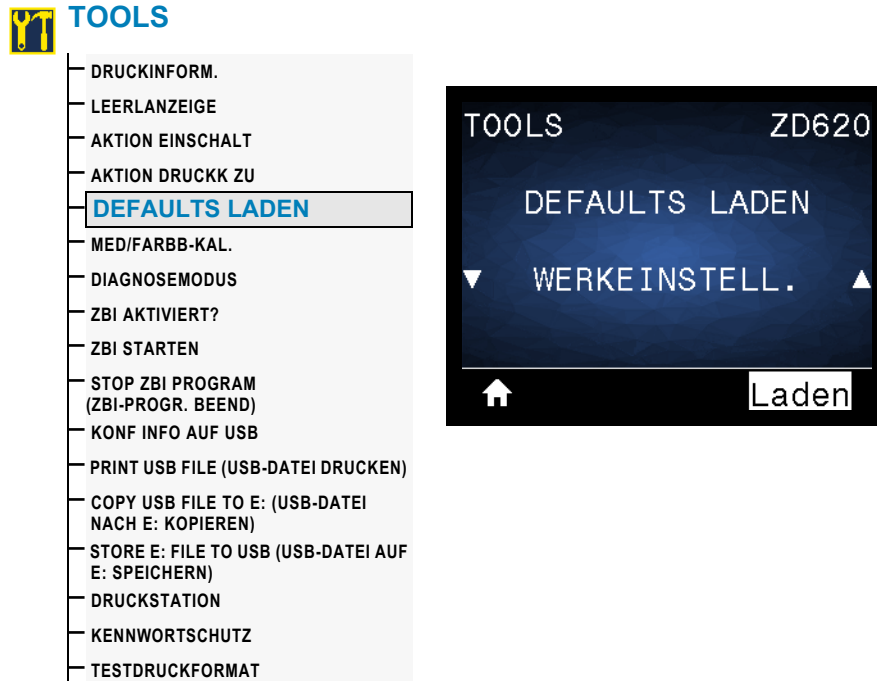 TOOLS
DRUCKINFORM.
LEERLANZEIGE
AKTION EINSCHALT
AKTION DRUCKK ZU
DEFAULTS LADEN
MED/FARBB-KAL.
DIAGNOSEMODUS
ZBI AKTIVIERT?
ZBI STARTEN
STOP ZBI PROGRAM
(ZBI-PROGR. BEEND)
KONF INFO AUF USB
PRINT USB FILE (USB-DATEI DRUCKEN)
COPY USB FILE TO E: (USB-DATEI
NACH E: KOPIEREN)
STORE E: FILE TO USB (USB-DATEI AUF
E: SPEICHERN)
DRUCKSTATION
KENNWORTSCHUTZ
TESTDRUCKFORMAT
TOOLS ZD620
DEFAULTS LADEN
WERKEINSTELL.
Laden